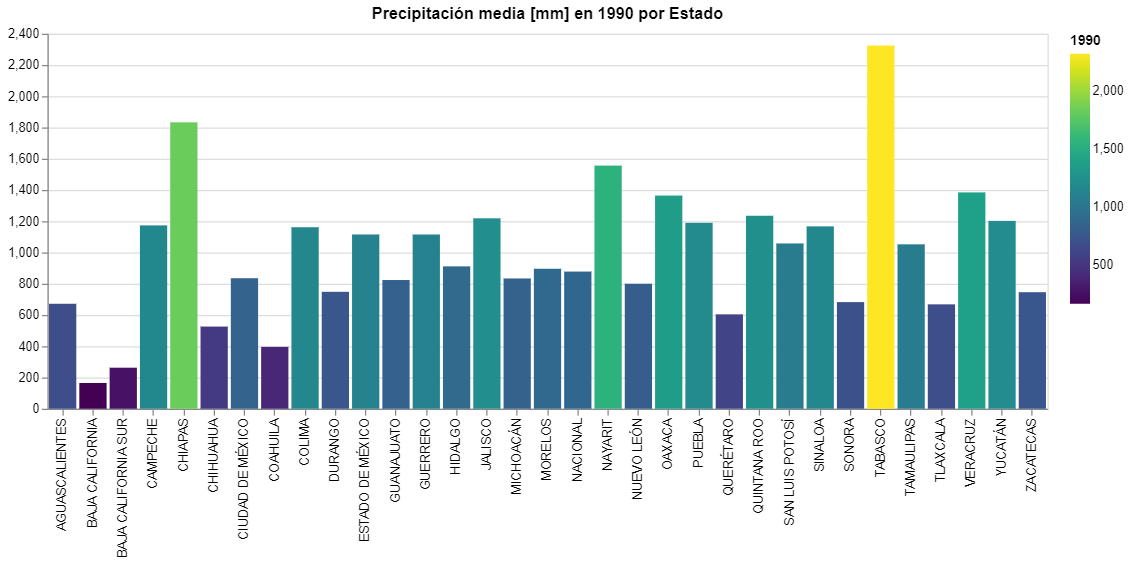 Precipitación media [mm] en 1990 por Estado
2,400
2,200
2,000
1,800
1,600
1,400
1,200
1,000
800
600
400
200
0
AGUASCALIENTES
BAJA CALIFORNIA
BAJA CALIFORNIA SUR
CAMPECHE
CHIAPAS
CHIHUAHUA
CIUDAD DE MÉXICO
COAHUILA
COLIMA
DURANGO
ESTADO DE MÉXICO
GUANAJUATO
GUERRERO
HIDALGO
JALISCO
MICHOACÁN
MORELOS
NACIONAL
NAYARIT
NUEVO LEÓN
OAXACA
PUEBLA
QUERÉTARO
QUINTANA ROO
SAN LUIS POTOSÍ
SINALOA
SONORA
TABASCO
TAMAULIPAS
TLAXCALA
VERACRUZ
YUCATÁN
ZACATECAS
1990
2,000
1,500
1,000
500